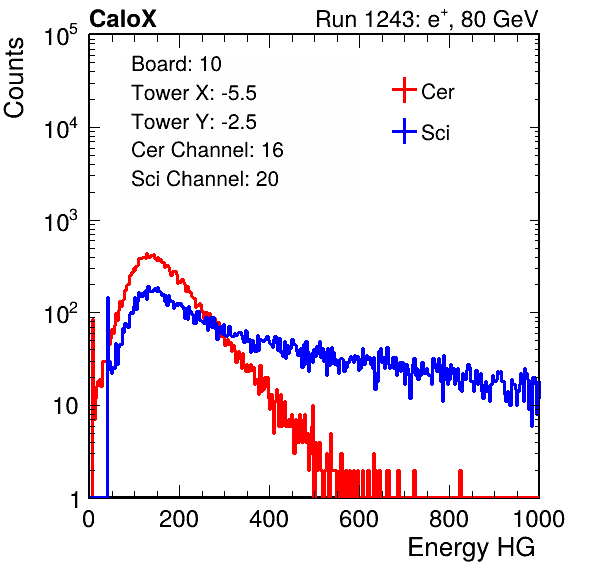 CaloX Run 1243: e⁺, 80 GeV
Counts
Board: 10
Tower X: -5.5
Tower Y: -2.5
Cer Channel: 16
Sci Channel: 20
Cer
Sci
10⁵
10⁴
10³
10²
10
1
0 200 400 600 800 1000
Energy HG